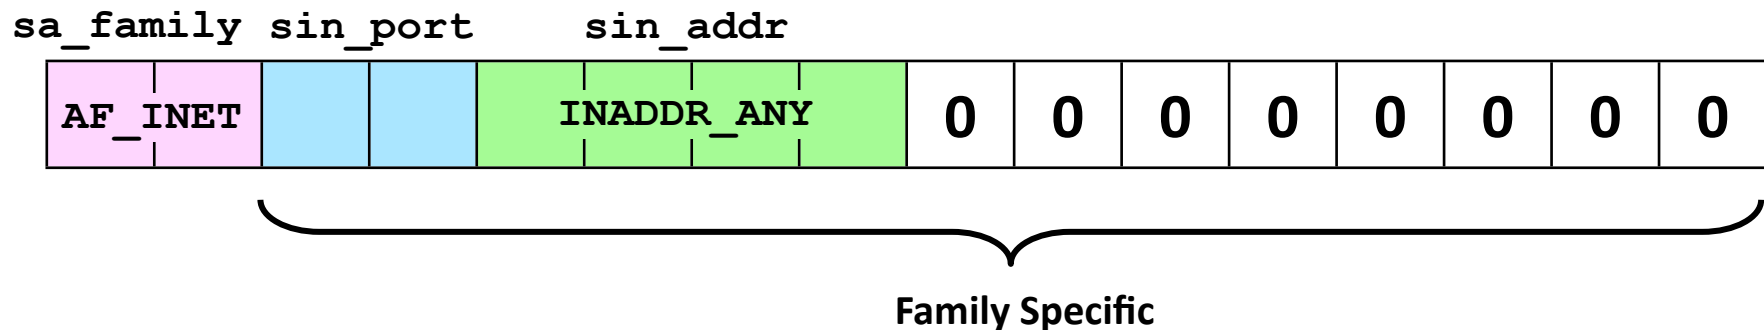 sa_family sin_port sin_addr
AF_INET INADDR_ANY 0 0 0 0 0 0 0 0
Family Specific